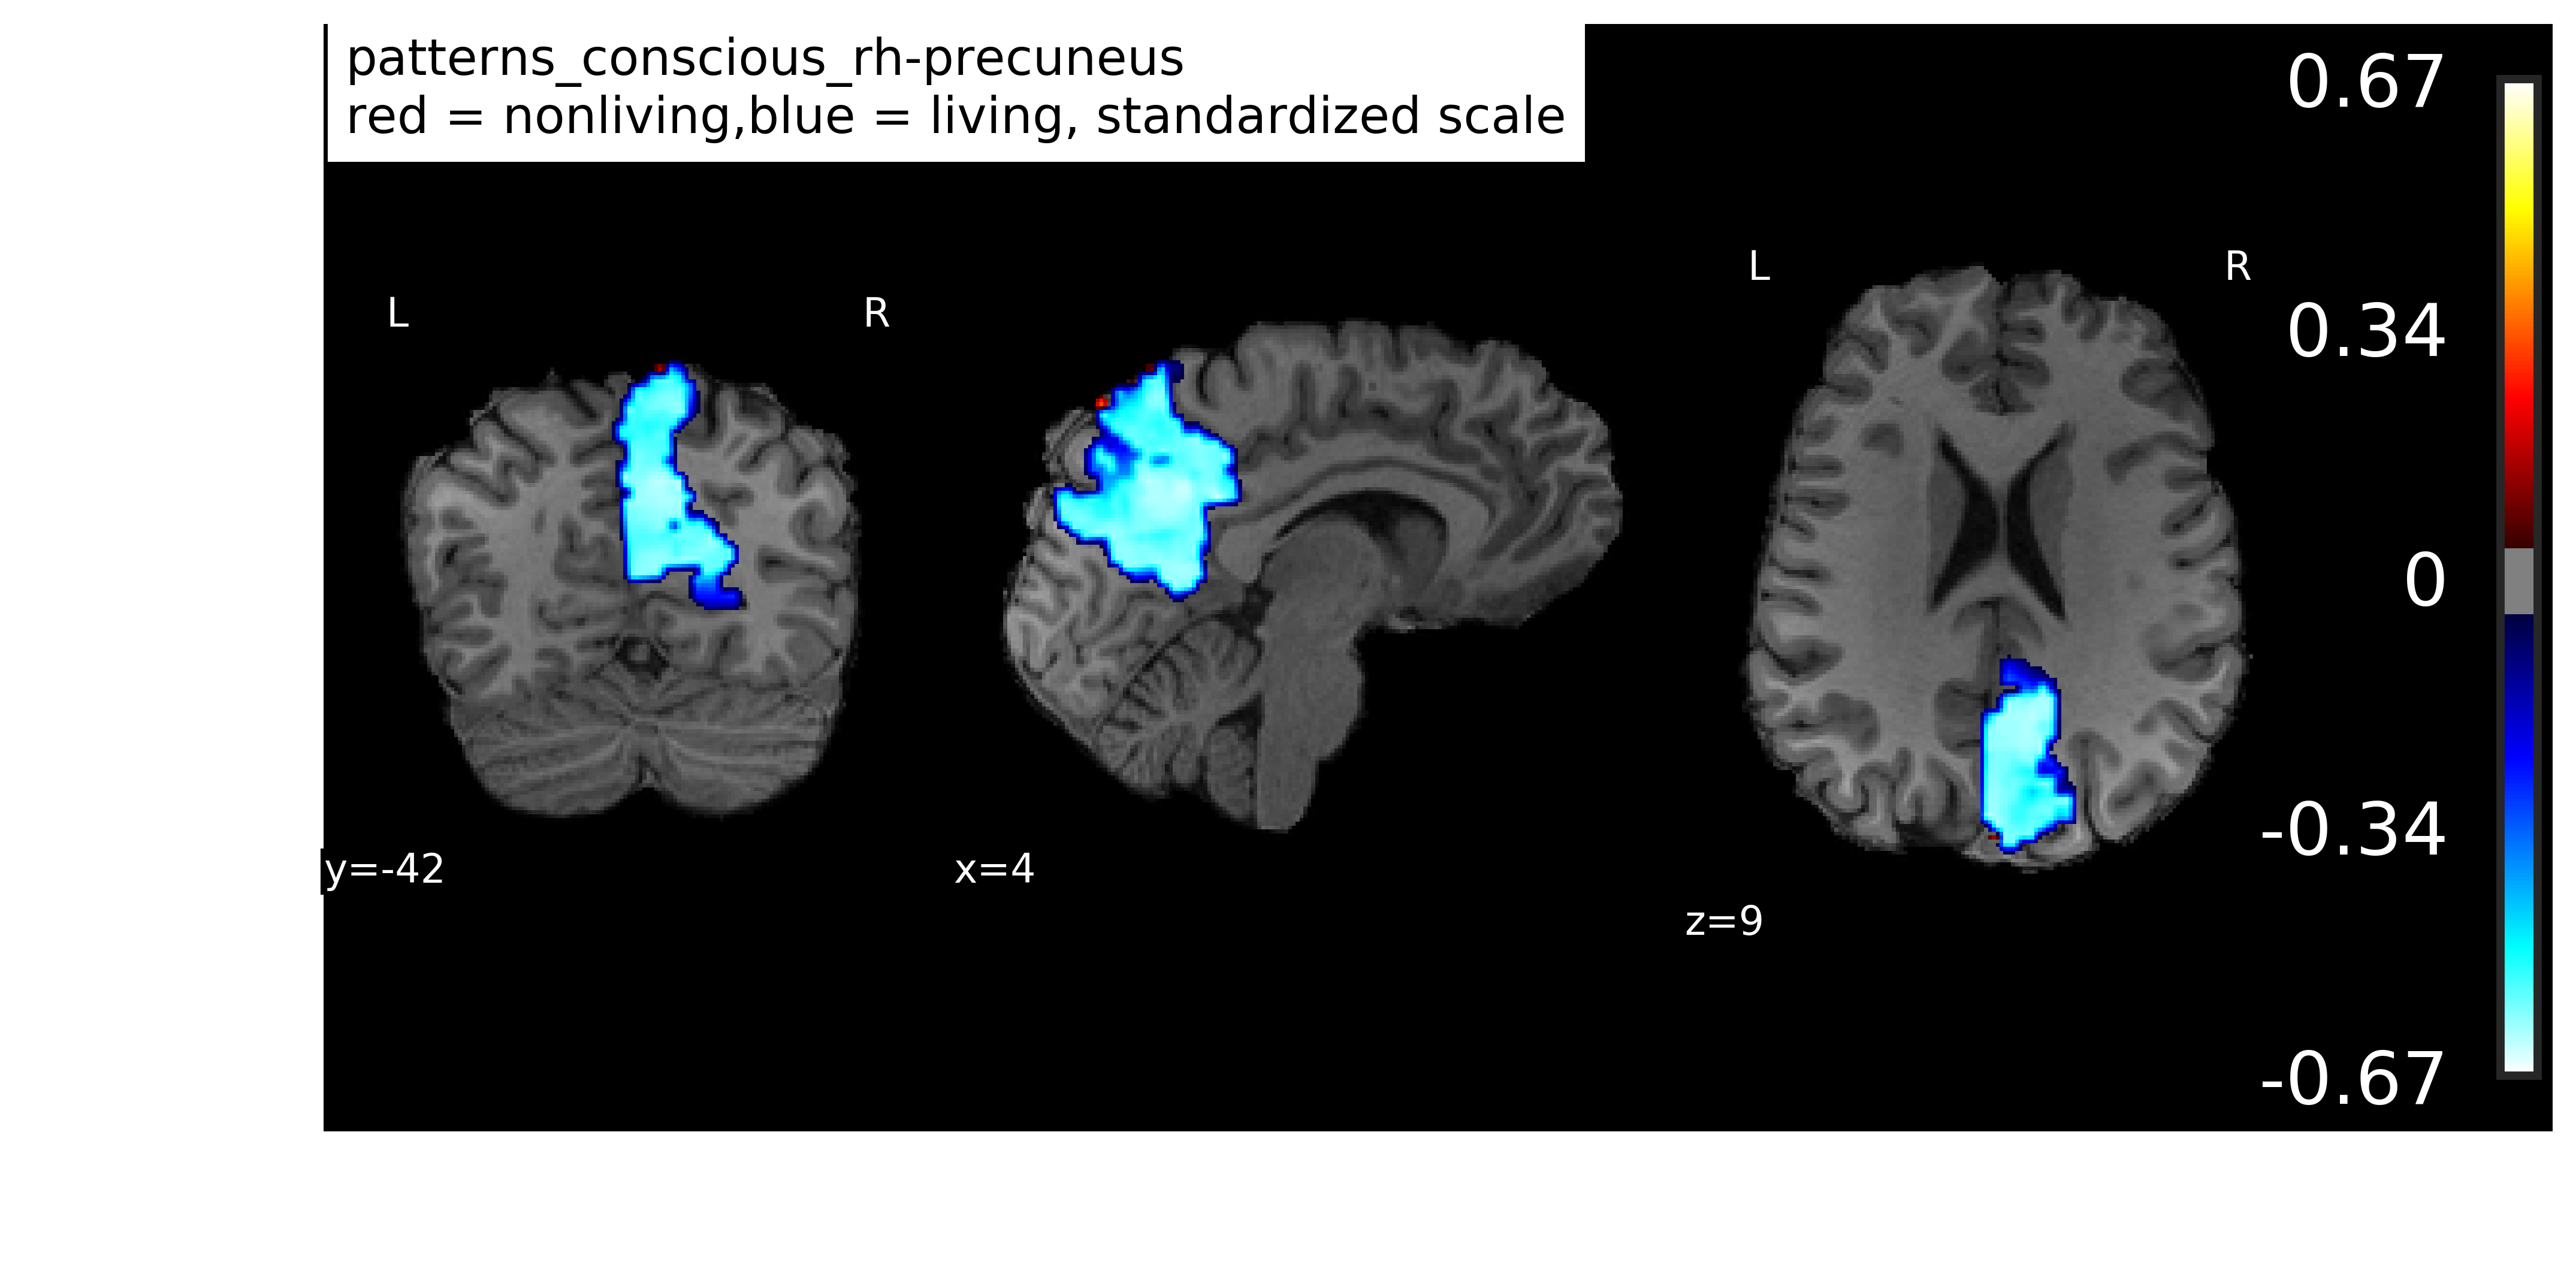 patterns_conscious_rh-precuneus
red = nonliving,blue = living, standardized scale
L
R
y=-42
x=4
L
R
z=9
0.67
0.34
0
-0.34
-0.67